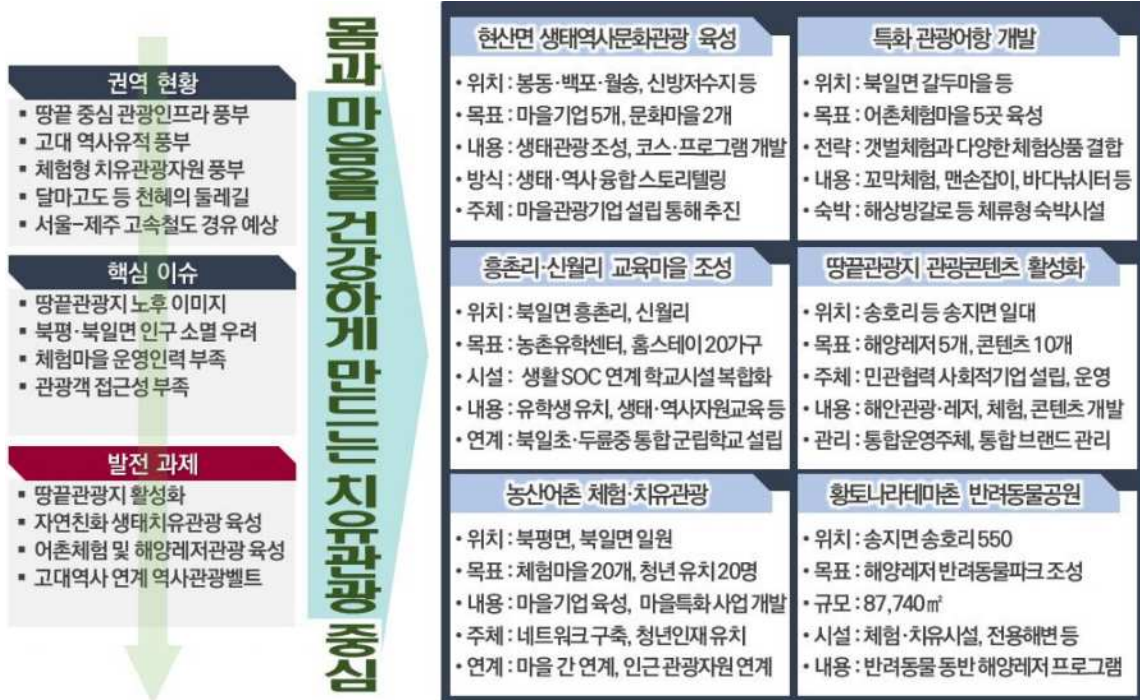 권역 현황
▪ 땅끝 중심 관광인프라 풍부
▪ 고대 역사유적 풍부
▪ 체험형 치유관광자원 풍부
▪ 달마고도 등 천혜의 둘레길
▪ 서울-제주 고속철도 경유 예상
핵심 이슈
▪ 땅끝관광지 노후 이미지
▪ 북평·북일면 인구 소멸 우려
▪ 체험마을 운영인력 부족
▪ 관광객 접근성 부족
발전 과제
▪ 땅끝관광지 활성화
▪ 자연친화 생태치유관광 육성
▪ 어촌체험 및 해양레저관광 육성
▪ 고대역사 연계 역사관광벨트
몸과 마음을 건강하게 만드는 치유관광 중심
현산면 생태역사문화관광 육성
• 위치 : 봉동·백포·월송, 신방저수지 등
• 목표 : 마을기업 5개, 문화마을 2개
• 내용 : 생태관광 조성, 코스·프로그램 개발
• 방식 : 생태·역사 융합 스토리텔링
• 주체 : 마을관광기업 설립 통해 추진
특화 관광어항 개발
• 위치 : 북일면 갈두마을 등
• 목표 : 어촌체험마을 5곳 육성
• 전략 : 갯벌체험과 다양한 체험상품 결합
• 내용 : 꼬막체험, 맨손잡이, 바다낚시터 등
• 숙박 : 해상방갈로 등 체류형 숙박시설
흥촌리·신월리 교육마을 조성
• 위치 : 북일면 흥촌리, 신월리
• 목표 : 농촌유학센터, 홈스테이 20가구
• 시설 : 생활 SOC 연계 학교시설 복합화
• 내용 : 유학생 유치, 생태·역사자원교육 등
• 연계 : 북일초·두륜중 통합 군립학교 설립
땅끝관광지 관광콘텐츠 활성화
• 위치 : 송호리 등 송지면 일대
• 목표 : 해양레저 5개, 콘텐츠 10개
• 주체 : 민관협력 사회적기업 설립, 운영
• 내용 : 해안관광·레저, 체험, 콘텐츠 개발
• 관리 : 통합운영주체, 통합 브랜드 관리
농산어촌 체험·치유관광
• 위치 : 북평면, 북일면 일원
• 목표 : 체험마을 20개, 청년 유치 20명
• 내용 : 마을기업 육성, 마을특화 사업 개발
• 주체 : 네트워크 구축, 청년인재 유치
• 연계 : 마을 간 연계, 인근 관광자원 연계
황토나라테마촌 반려동물공원
• 위치 : 송지면 송호리 550
• 목표 : 해양레저 반려동물파크 조성
• 규모 : 87,740㎡
• 시설 : 체험·치유시설, 전용해변 등
• 내용 : 반려동물 동반 해양레저 프로그램